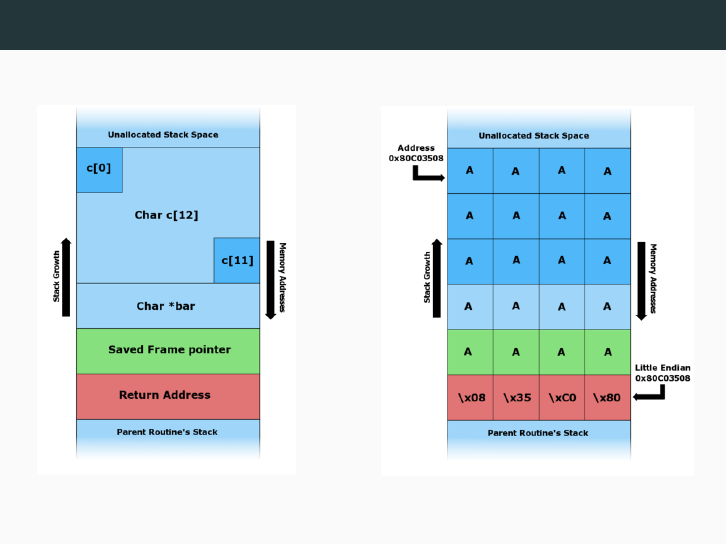 Unallocated Stack Space
c[0]
Char c[12]
c[11]
Stack Growth
Memory Addresses
Char *bar
Saved Frame pointer
Return Address
Parent Routine's Stack
Unallocated Stack Space
Address
0x80C03508
A A A A
A A A A
A A A A
Stack Growth
Memory Addresses
A A A A
A A A A
Little Endian
0x80C03508
\x08 \x35 \xC0 \x80
Parent Routine's Stack